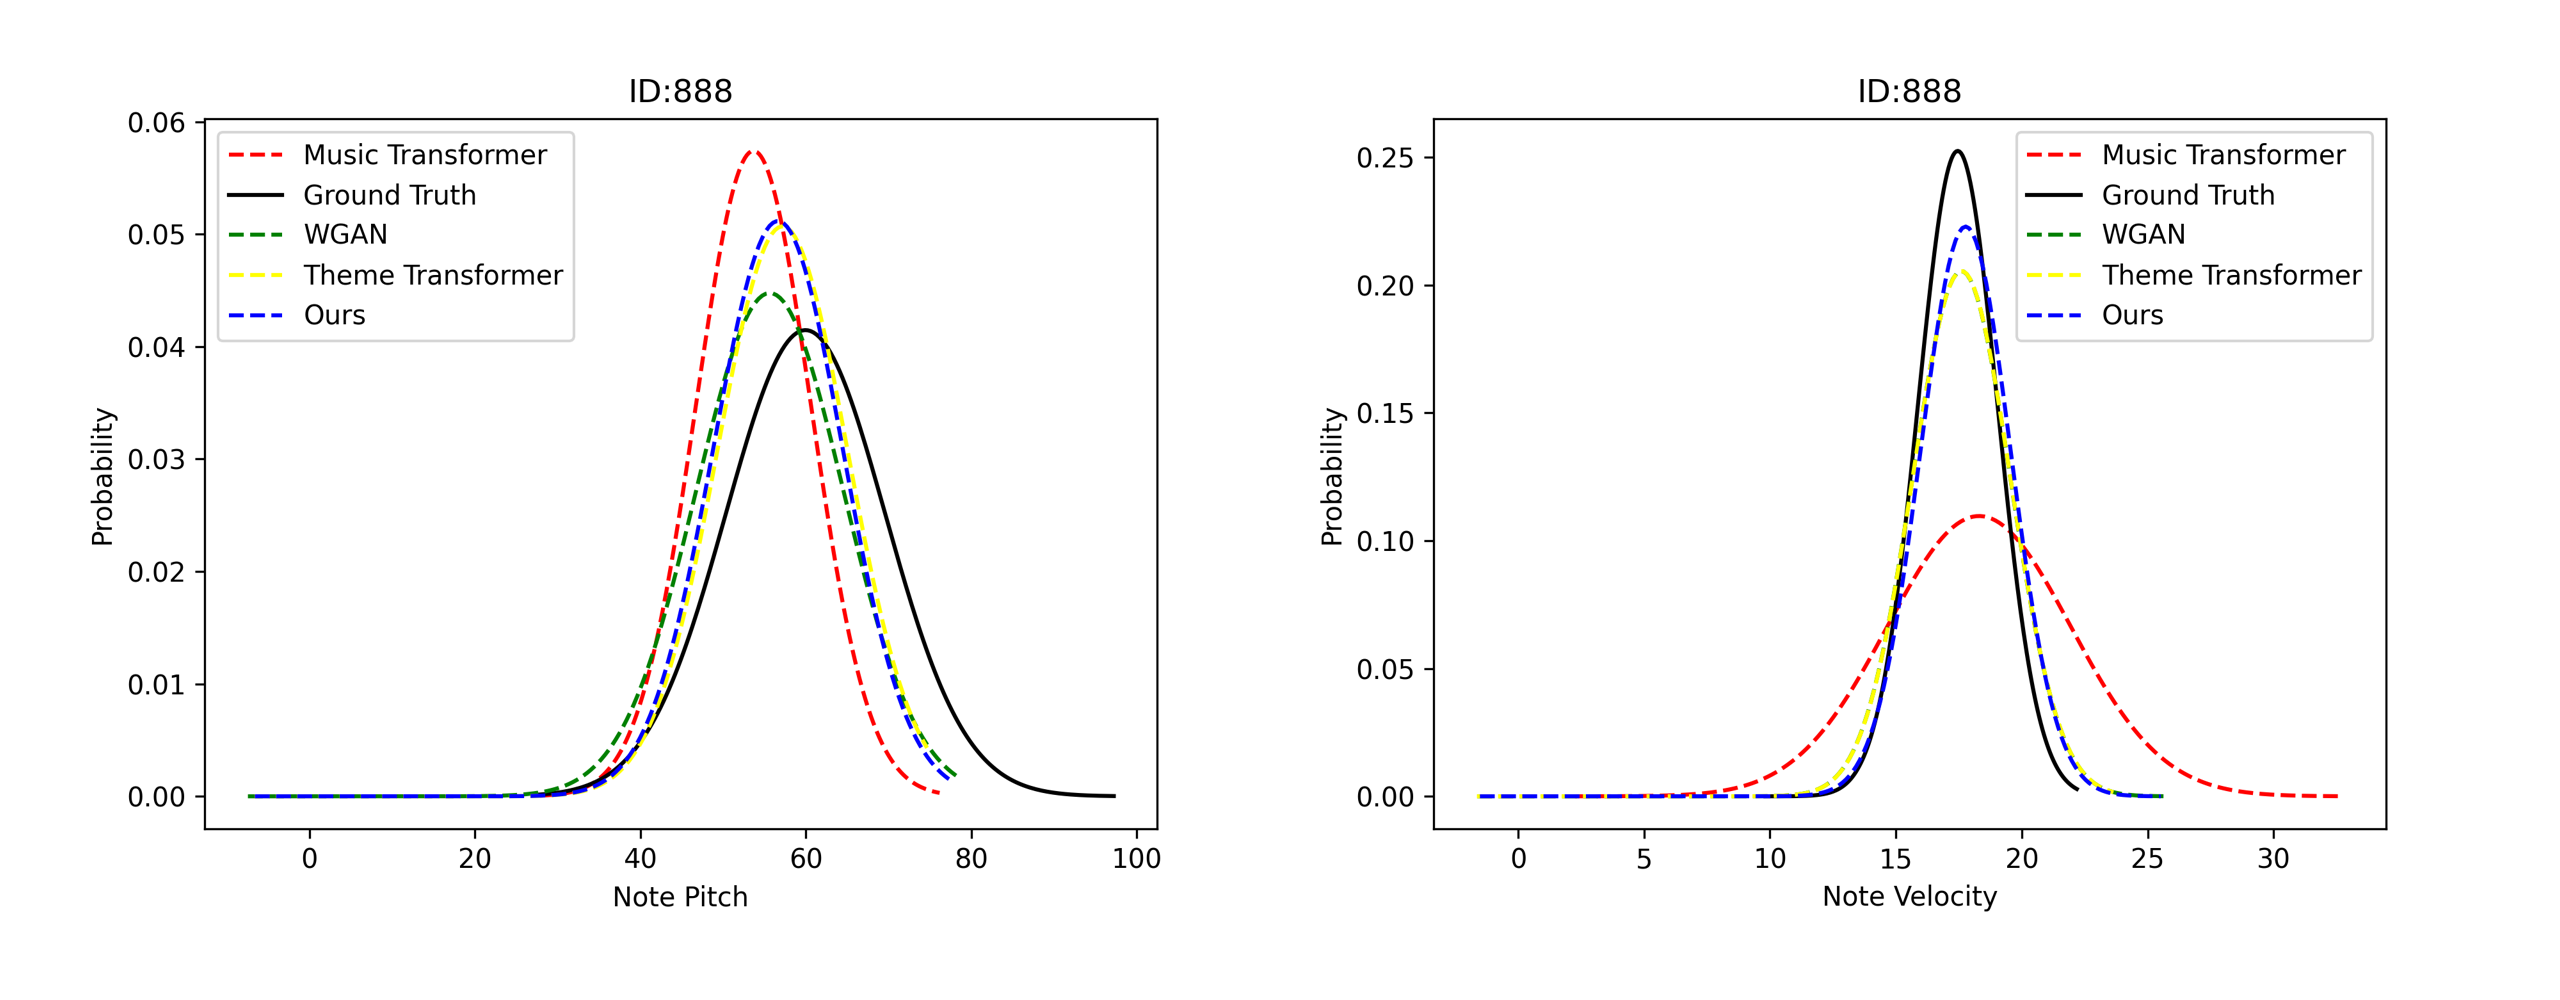 ID:888
0.06
0.05
0.04
0.03
0.02
0.01
0.00
Probability
Music Transformer
Ground Truth
WGAN
Theme Transformer
Ours
0 20 40 60 80 100
Note Pitch
ID:888
0.25
0.20
0.15
0.10
0.05
0.00
Probability
Music Transformer
Ground Truth
WGAN
Theme Transformer
Ours
0 5 10 15 20 25 30
Note Velocity